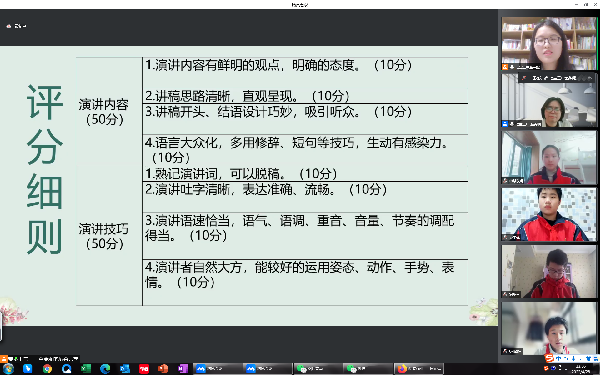 评分细则
演讲内容
(50分)
1.演讲内容有鲜明的观点，明确的态度。（10分）
2.讲稿思路清晰，直观呈现。（10分）
3.讲稿开头、结语设计巧妙，吸引听众。（10分）
4.语言大众化，多用修辞、短句等技巧，生动有感染力。
（10分）
演讲技巧
(50分)
1.熟记演讲词，可以脱稿。（10分）
2.演讲吐字清晰，表达准确、流畅。（10分）
3.演讲语速恰当，语气、语调、重音、音量、节奏的调配
得当。（10分）
4.演讲者自然大方，能较好的运用姿态、动作、手势、表
情。（10分）